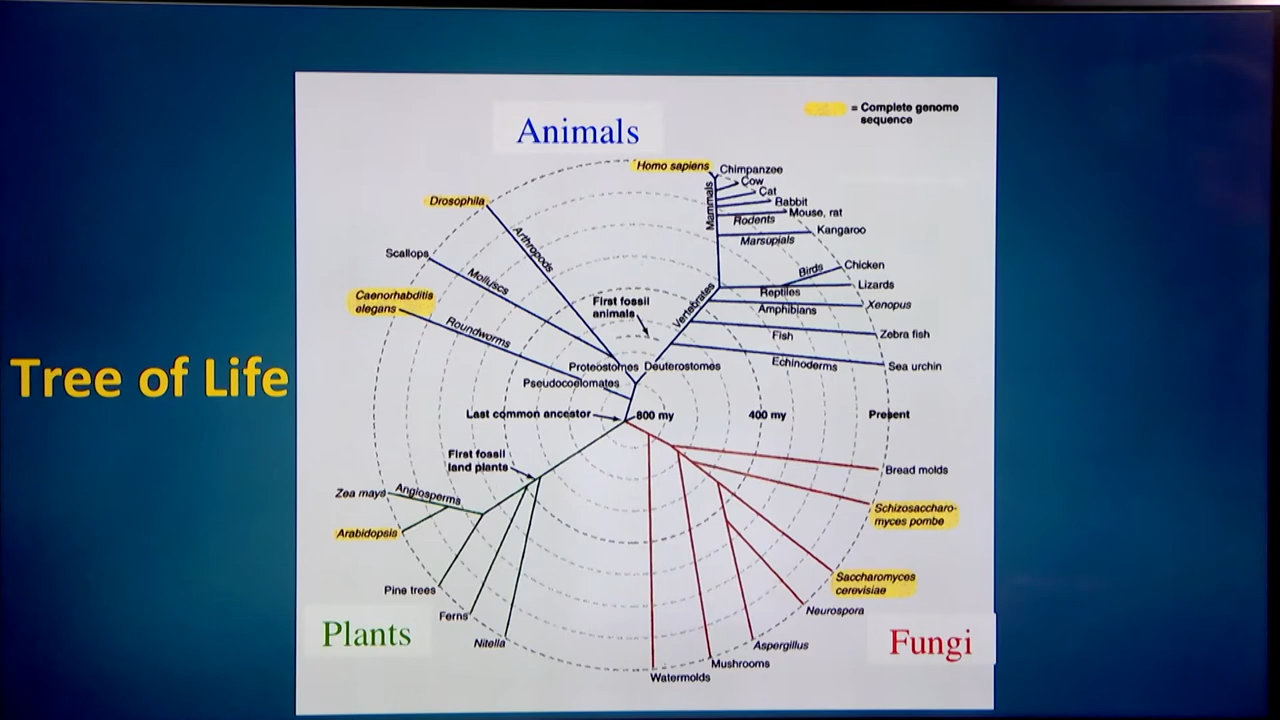 Tree of Life
Animals
= Complete genome
sequence
Homo sapiens
Chimpanzee
Cow
Cat
Rabbit
Mouse, rat
Rodents
Kangaroo
Marsupials
Mammals
Birds
Chicken
Lizards
Reptiles
Xenopus
Amphibians
Vertebrates
Zebra fish
Fish
Sea urchin
Echinoderms
Drosophila
Arthropods
Scallops
Molluscs
Caenorhabditis
elegans
Roundworms
First fossil
animals
Proteostomes
Deuterostomes
Pseudocoelomates
Last common ancestor
800 my
400 my
Present
First fossil
land plants
Zea mays
Angiosperms
Arabidopsis
Pine trees
Ferns
Nitella
Plants
Bread molds
Schizosaccharo-
myces pombe
Saccharomyces
cerevisiae
Neurospora
Aspergillus
Mushrooms
Watermolds
Fungi